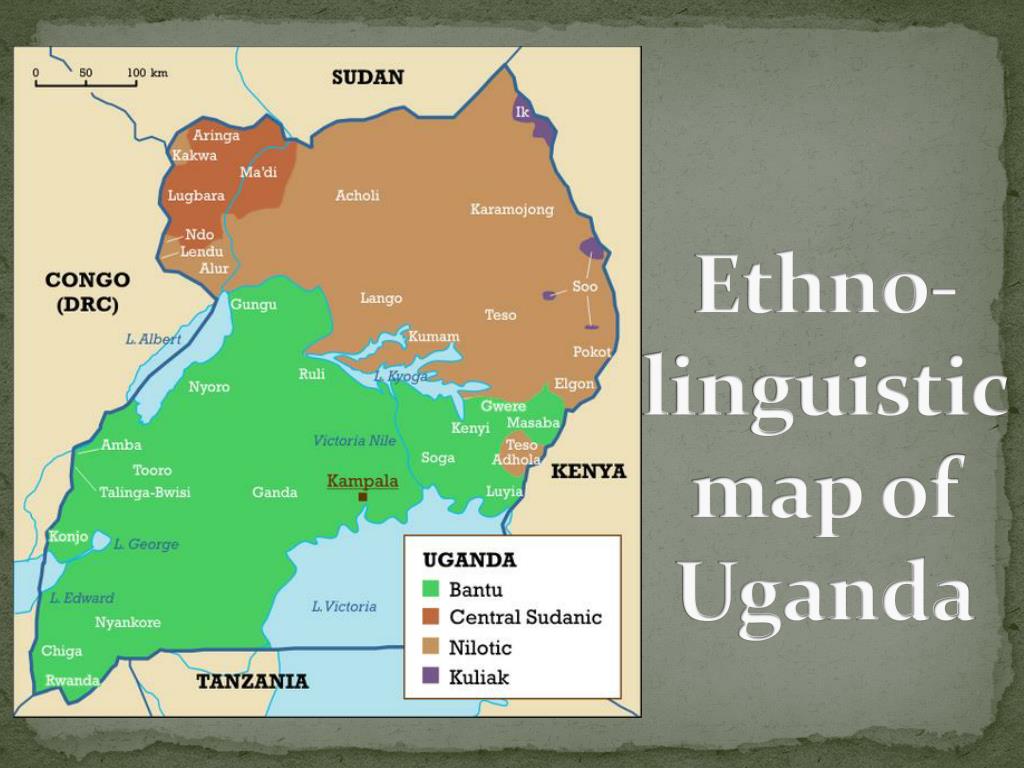 0 50 100 km
SUDAN
Ik
Aringa
Kakwa
Ma'di
Lugbara
Acholi
Karamojong
Ndo
Lendu
Alur
CONGO
(DRC)
Soo
Gungu
Lango
Teso
L. Albert
Kumam
Pokot
Ruli
L. Kyoga
Nyoro
Elgon
Gwere
Masaba
Kenyi
Victoria Nile
Amba
Teso
Adhola
Soga
Tooro
KENYA
Talinga-Bwisi
Ganda
Kampala
Luyia
Konjo
L. George
L. Edward
L.Victoria
Nyankore
Chiga
Rwanda
TANZANIA
UGANDA
Bantu
Central Sudanic
Nilotic
Kuliak
Ethno-
linguistic
map of
Uganda